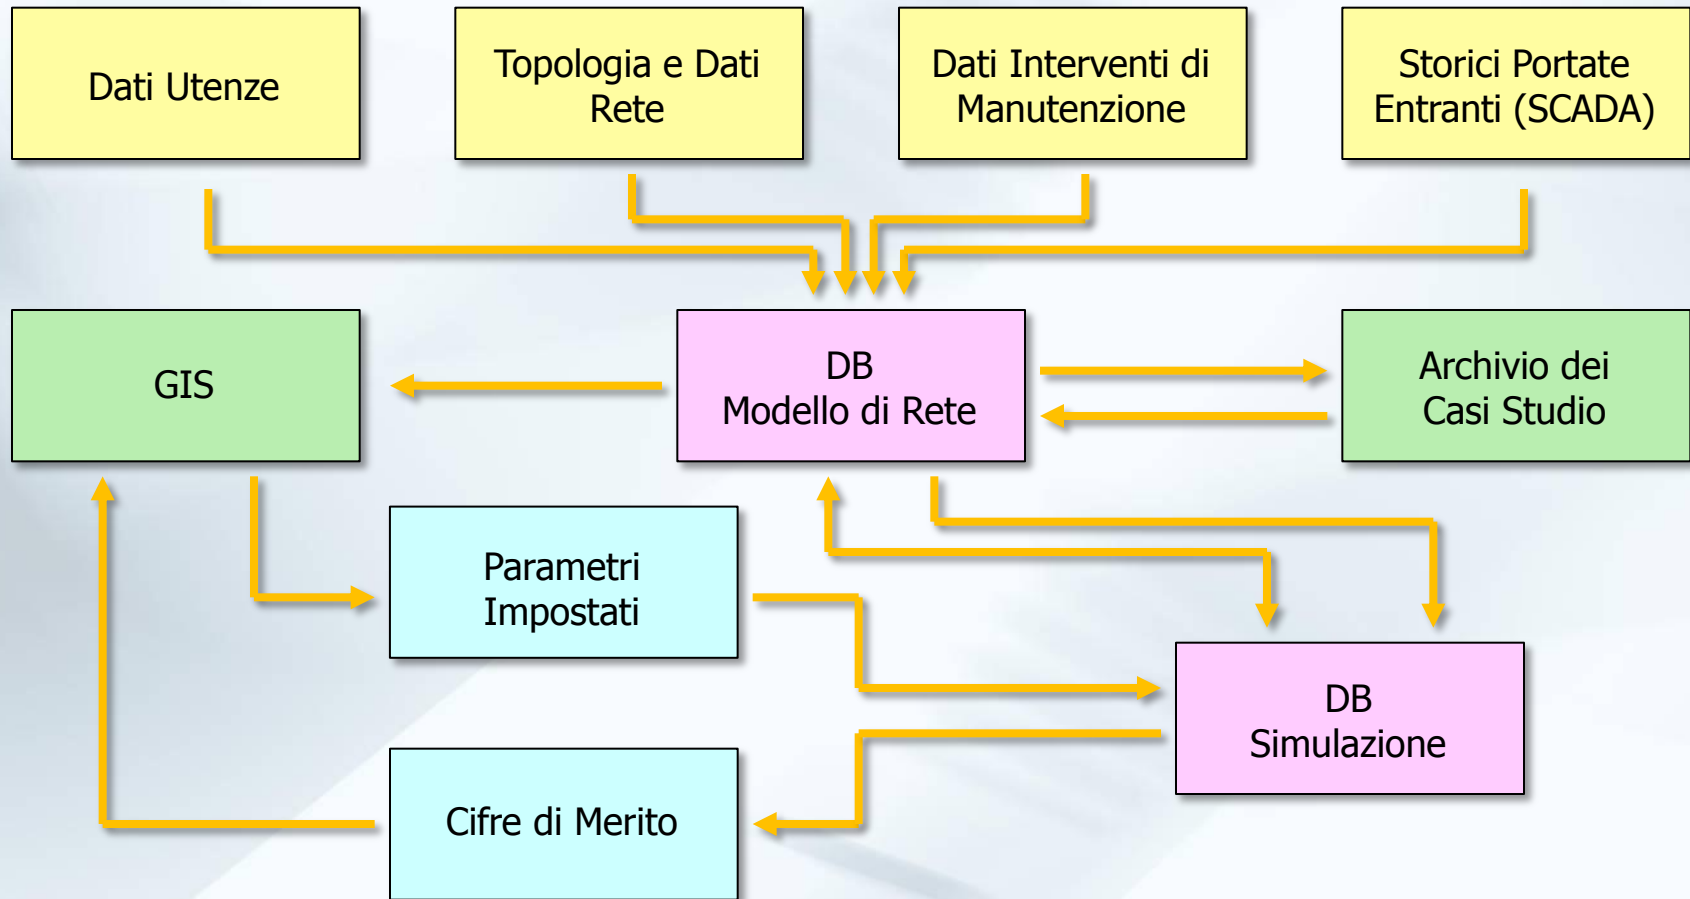 Dati Utenze
Topologia e Dati
Rete
Dati Interventi di
Manutenzione
Storici Portate
Entranti (SCADA)
GIS
DB
Modello di Rete
Archivio dei
Casi Studio
Parametri
Impostati
DB
Simulazione
Cifre di Merito